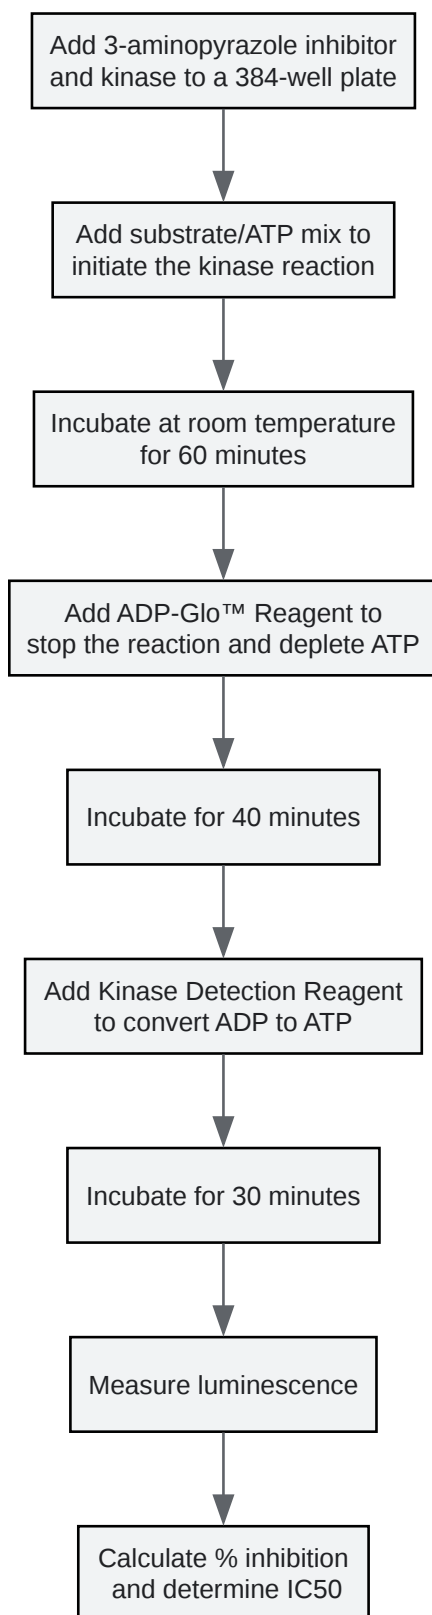 Add 3-aminopyrazole inhibitor
and kinase to a 384-well plate
Add substrate/ATP mix to
initiate the kinase reaction
Incubate at room temperature
for 60 minutes
Add ADP-Glo™ Reagent to
stop the reaction and deplete ATP
Incubate for 40 minutes
Add Kinase Detection Reagent
to convert ADP to ATP
Incubate for 30 minutes
Measure luminescence
Calculate % inhibition
and determine IC50